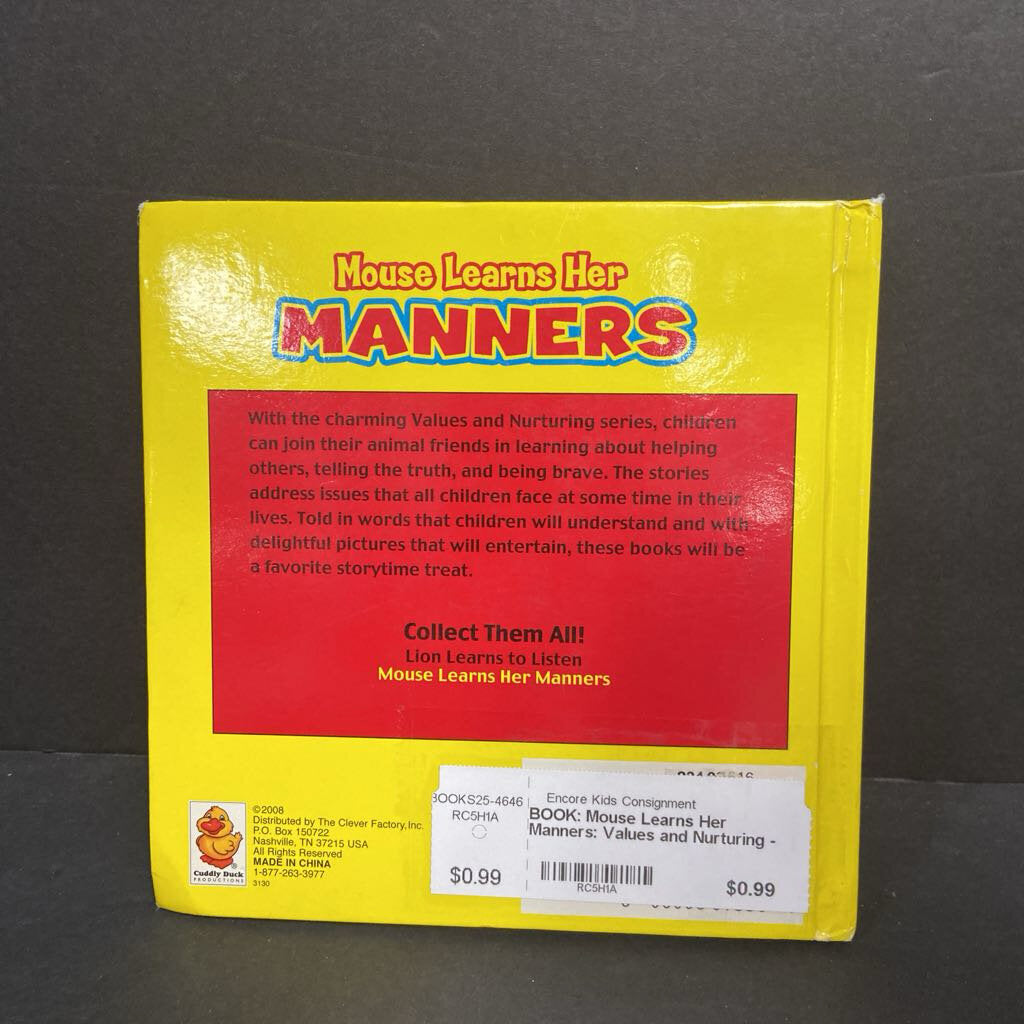 Mouse Learns Her
MANNERS
With the charming Values and Nurturing series, children
can join their animal friends in learning about helping
others, telling the truth, and being brave. The stories
address issues that all children face at some time in their
lives. Told in words that children will understand and with
delightful pictures that will entertain, these books will be
a favorite storytime treat.
Collect Them All!
Lion Learns to Listen
Mouse Learns Her Manners
©2008
Distributed by The Clever Factory, Inc.
P.O. Box 150722
Nashville, TN 37215 USA
All Rights Reserved
MADE IN CHINA
1-877-263-3977
3130
Cuddly Duck
PRODUCTIONS
®
BOOKS25-4646
RC5H1A
$0.99
Encore Kids Consignment
BOOK: Mouse Learns Her
Manners: Values and Nurturing -
RC5H1A
$0.99